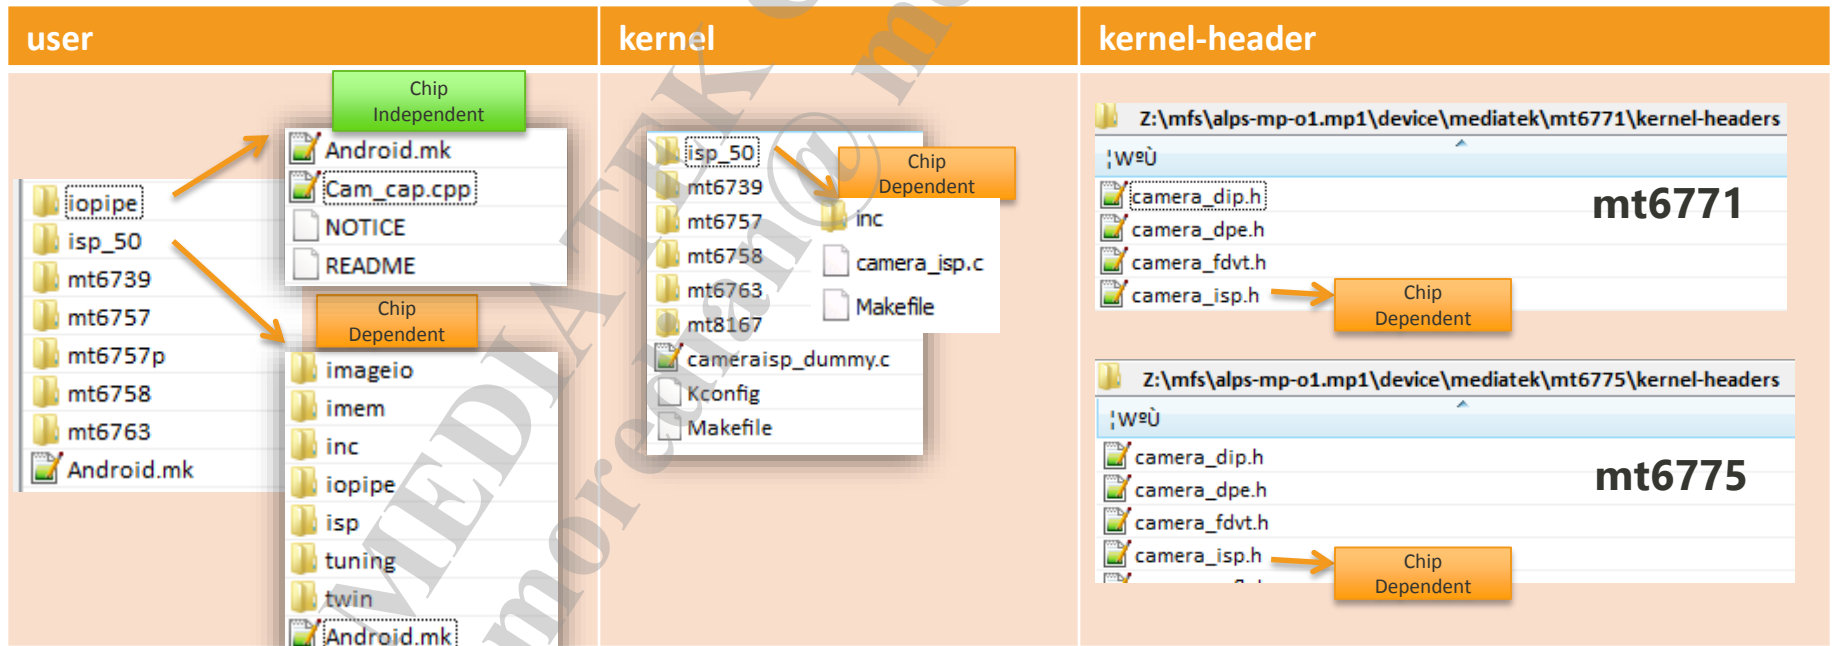 user
kernel
kernel-header
Chip
Independent
Android.mk
Cam_cap.cpp
NOTICE
README
iopipe
isp_50
mt6739
mt6757
mt6757p
mt6758
mt6763
Android.mk
Chip
Dependent
imageio
imem
inc
iopipe
isp
tuning
twin
Android.mk
isp_50
mt6739
mt6757
mt6758
mt6763
mt8167
cameraisp_dummy.c
Kconfig
Makefile
Chip
Dependent
inc
camera_isp.c
Makefile
Z:\mfs\alps-mp-o1.mp1\device\mediatek\mt6771\kernel-headers
¦WºÙ
camera_dip.h
camera_dpe.h
camera_fdvt.h
camera_isp.h
mt6771
Chip
Dependent
Z:\mfs\alps-mp-o1.mp1\device\mediatek\mt6775\kernel-headers
¦WºÙ
camera_dip.h
camera_dpe.h
camera_fdvt.h
camera_isp.h
mt6775
Chip
Dependent
MEDIATEK